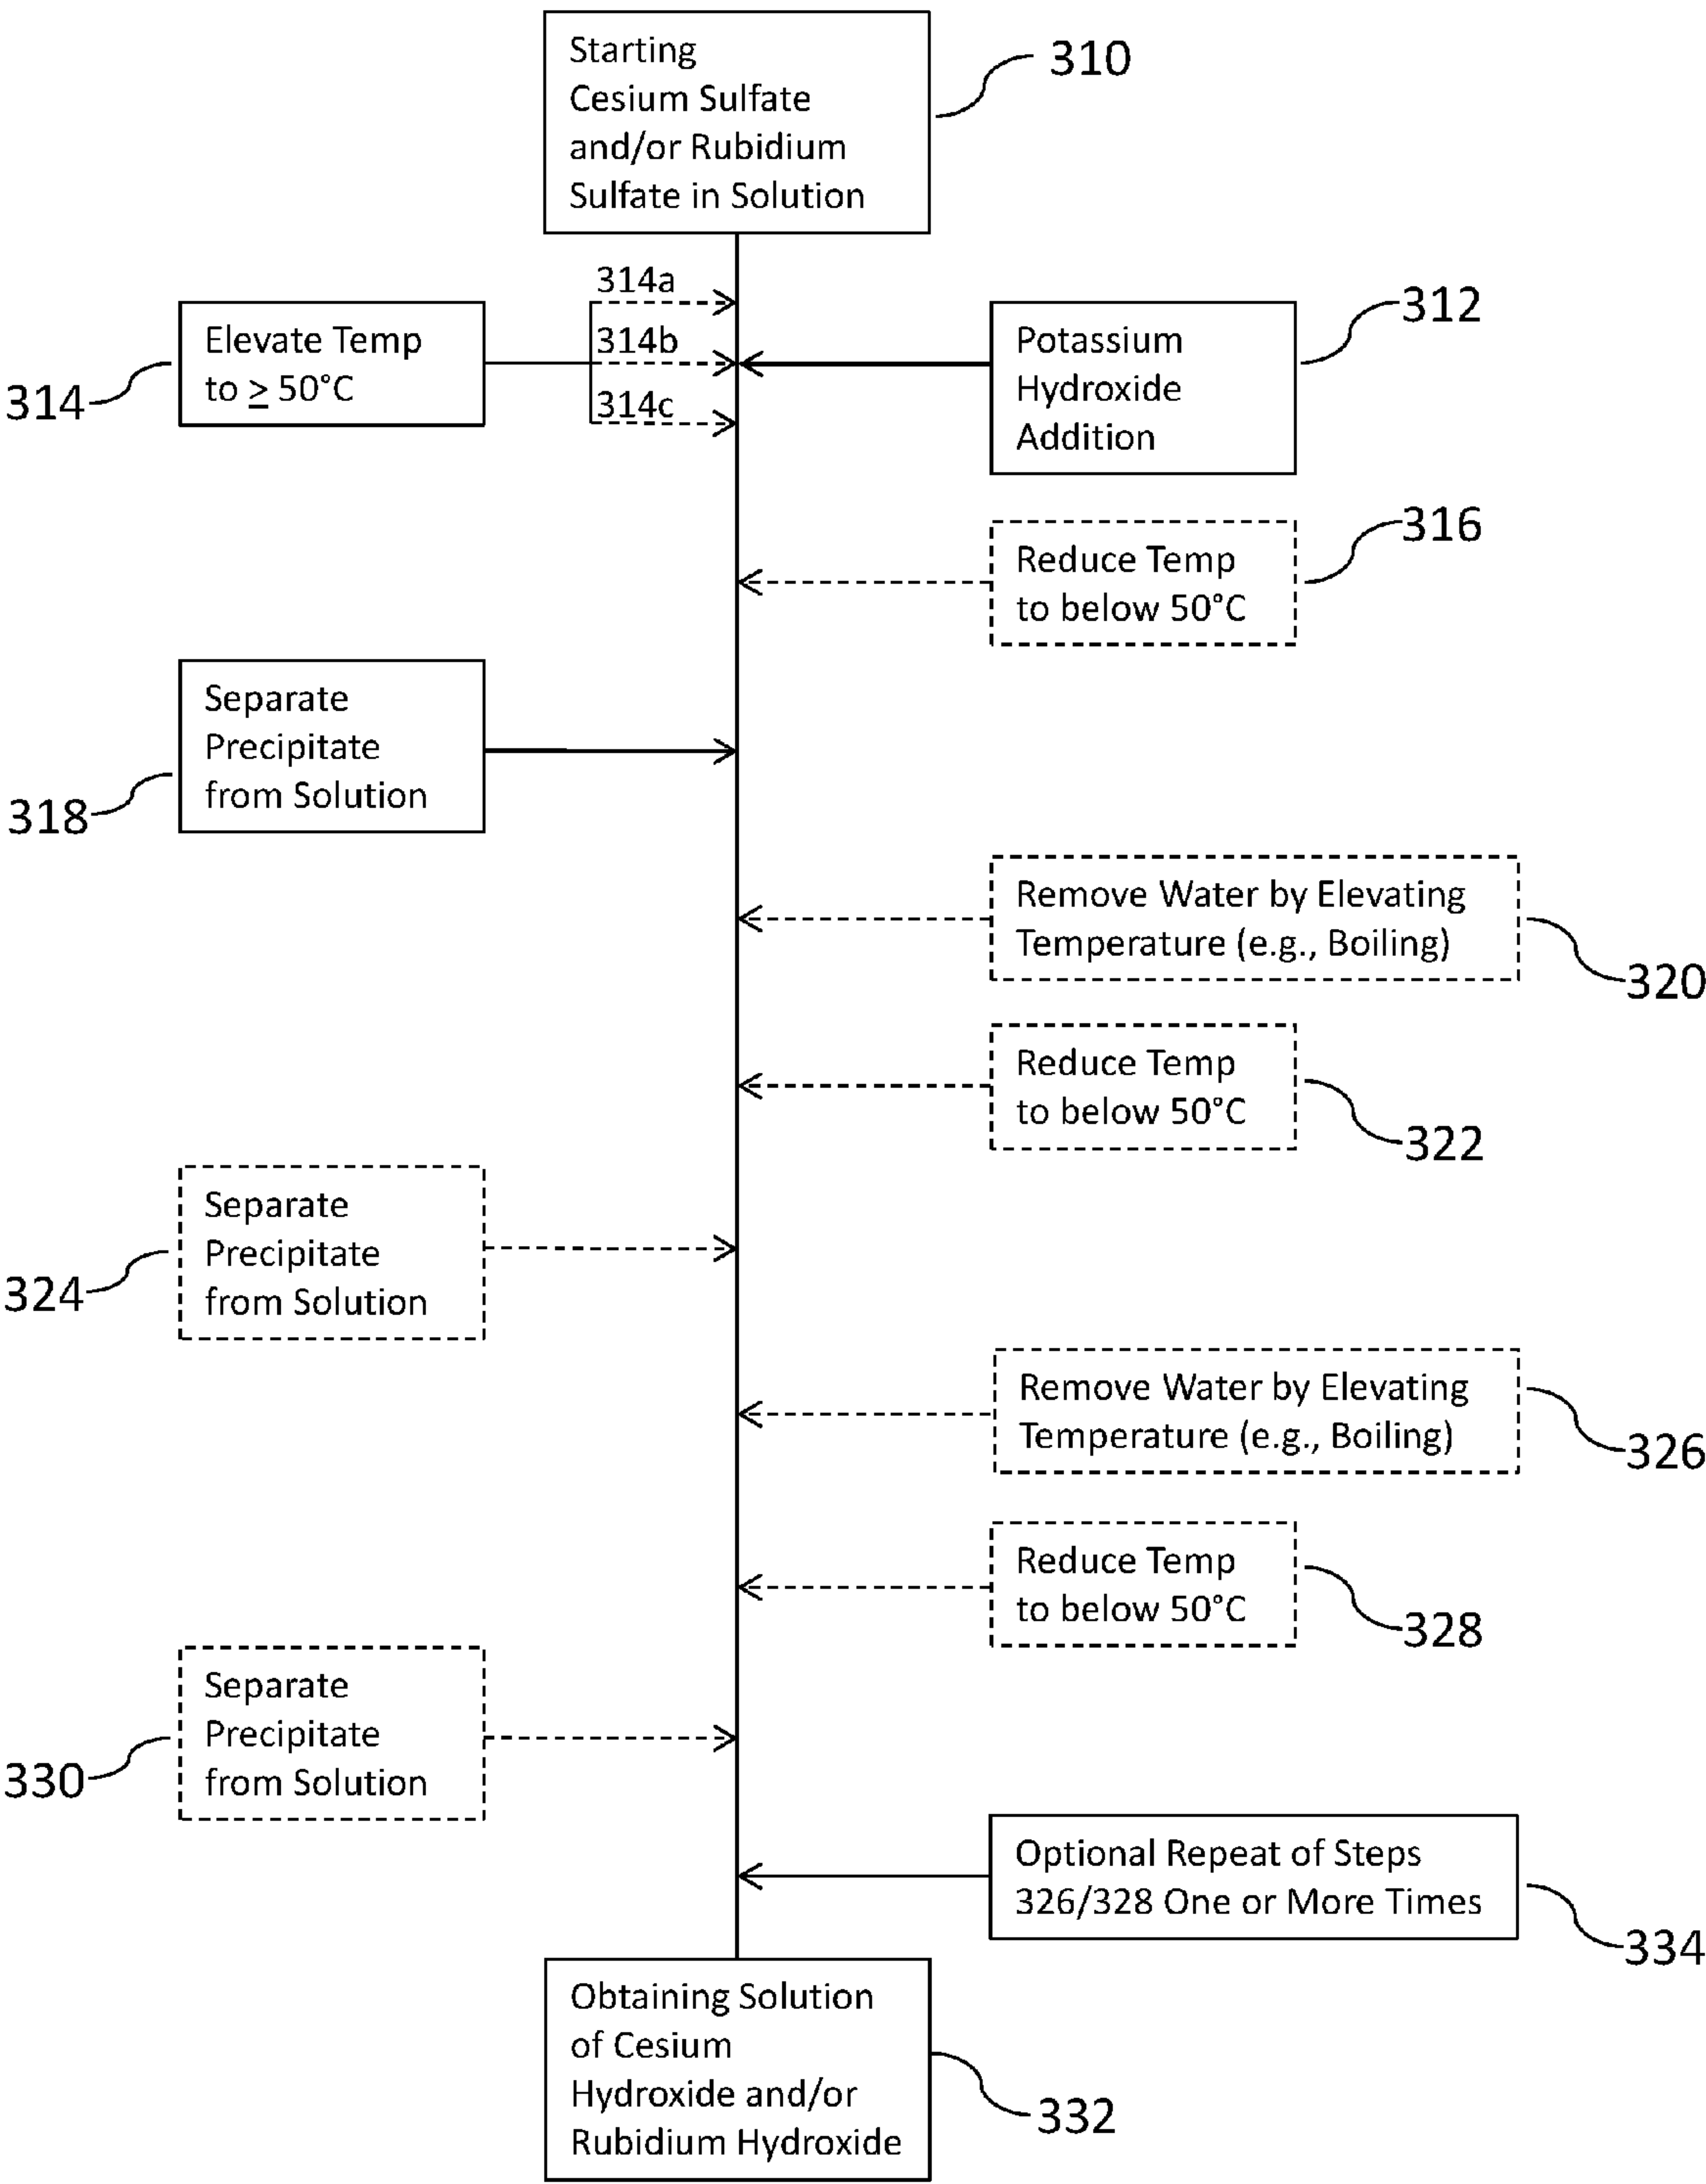 Starting
Cesium Sulfate
and/or Rubidium
Sulfate in Solution
310
314a
314b
314c
Elevate Temp
to ≥ 50°C
314
Potassium
Hydroxide
Addition
312
Reduce Temp
to below 50°C
316
Separate
Precipitate
from Solution
318
Remove Water by Elevating
Temperature (e.g., Boiling)
320
Reduce Temp
to below 50°C
322
Separate
Precipitate
from Solution
324
Remove Water by Elevating
Temperature (e.g., Boiling)
326
Reduce Temp
to below 50°C
328
Separate
Precipitate
from Solution
330
Optional Repeat of Steps
326/328 One or More Times
334
Obtaining Solution
of Cesium
Hydroxide and/or
Rubidium Hydroxide
332